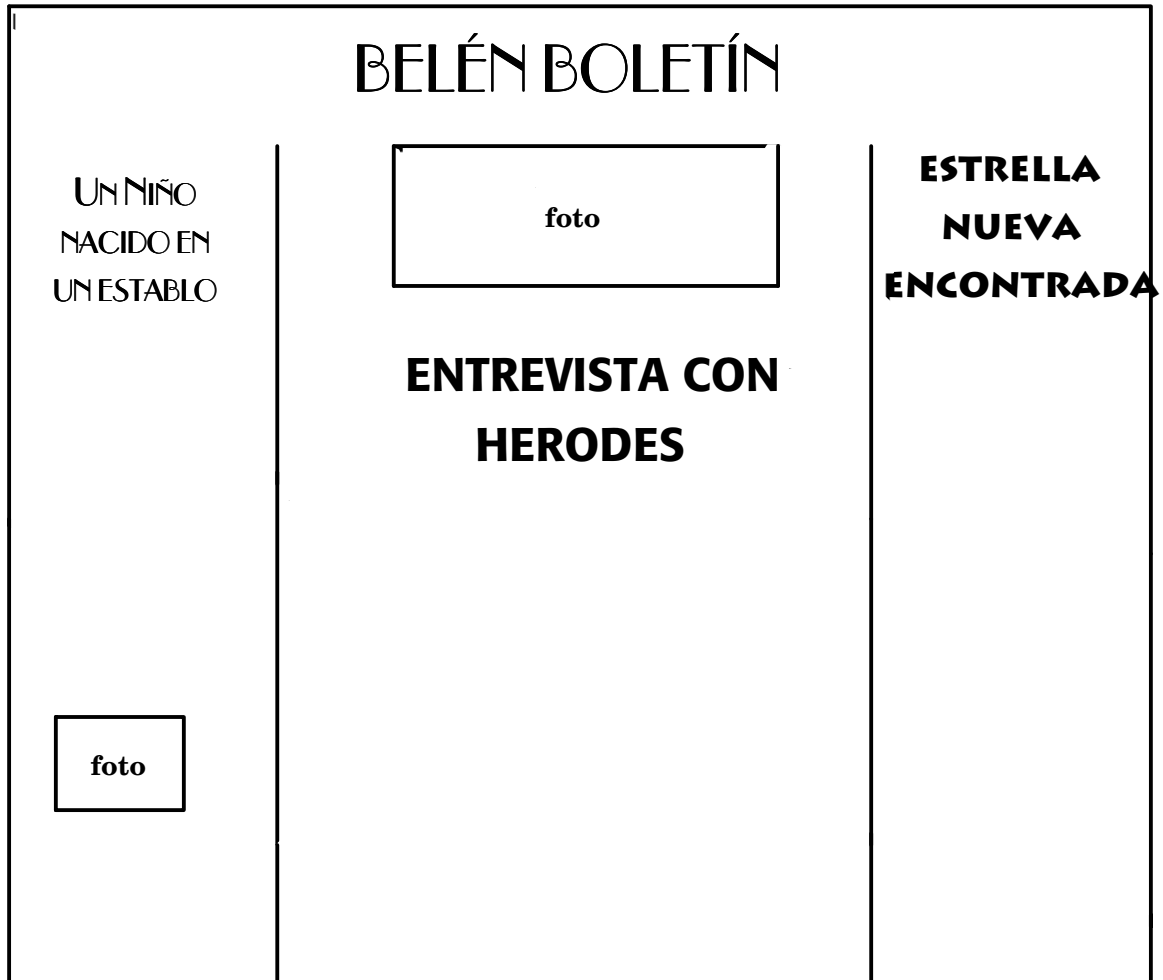 BELÉN BOLETÍN
UN NIÑO
NACIDO EN
UN ESTABLO
foto
foto
ENTREVISTA CON
HERODES
ESTRELLA
NUEVA
ENCONTRADA